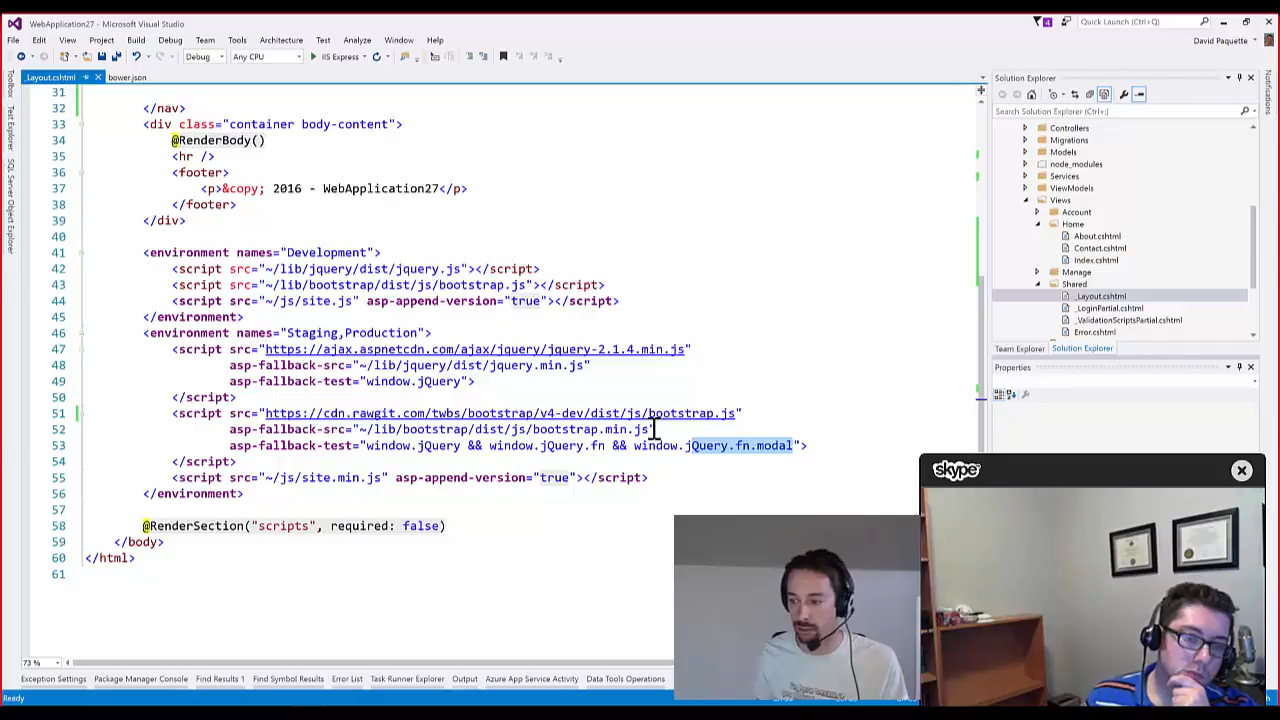 WebApplication27 - Microsoft Visual Studio
4
Quick Launch (Ctrl+Q)
File Edit View Project Build Debug Team Tools Architecture Test Analyze Window Help
David Paquette
Debug
Any CPU
IIS Express
_Layout.cshtml
bower.json
Toolbox
Test Explorer
SQL Server Object Explorer
31
32 </nav>
33 <div class="container body-content">
34 @RenderBody()
35 <hr />
36 <footer>
37 <p>&copy; 2016 - WebApplication27</p>
38 </footer>
39 </div>
40
41 <environment names="Development">
42 <script src="~/lib/jquery/dist/jquery.js"></script>
43 <script src="~/lib/bootstrap/dist/js/bootstrap.js"></script>
44 <script src="~/js/site.js" asp-append-version="true"></script>
45 </environment>
46 <environment names="Staging,Production">
47 <script src="https://ajax.aspnetcdn.com/ajax/jquery/jquery-2.1.4.min.js"
48 asp-fallback-src="~/lib/jquery/dist/jquery.min.js"
49 asp-fallback-test="window.jQuery">
50 </script>
51 <script src="https://cdn.rawgit.com/twbs/bootstrap/v4-dev/dist/js/bootstrap.js"
52 asp-fallback-src="~/lib/bootstrap/dist/js/bootstrap.min.js"
53 asp-fallback-test="window.jQuery && window.jQuery.fn && window.jQuery.fn.modal">
54 </script>
55 <script src="~/js/site.min.js" asp-append-version="true"></script>
56 </environment>
57
58 @RenderSection("scripts", required: false)
59 </body>
60 </html>
61
73 %
Exception Settings Package Manager Console Find Results 1 Find Symbol Results Error List Task Runner Explorer Output Azure App Service Activity Data Tools Operations
Ready
Solution Explorer
Search Solution Explorer (Ctrl+;)
Controllers
Migrations
Models
node_modules
Services
ViewModels
Views
Account
Home
About.cshtml
Contact.cshtml
Index.cshtml
Manage
Shared
_Layout.cshtml
_LoginPartial.cshtml
_ValidationScriptsPartial.cshtml
Error.cshtml
Team Explorer Solution Explorer
Properties
Notifications
skype